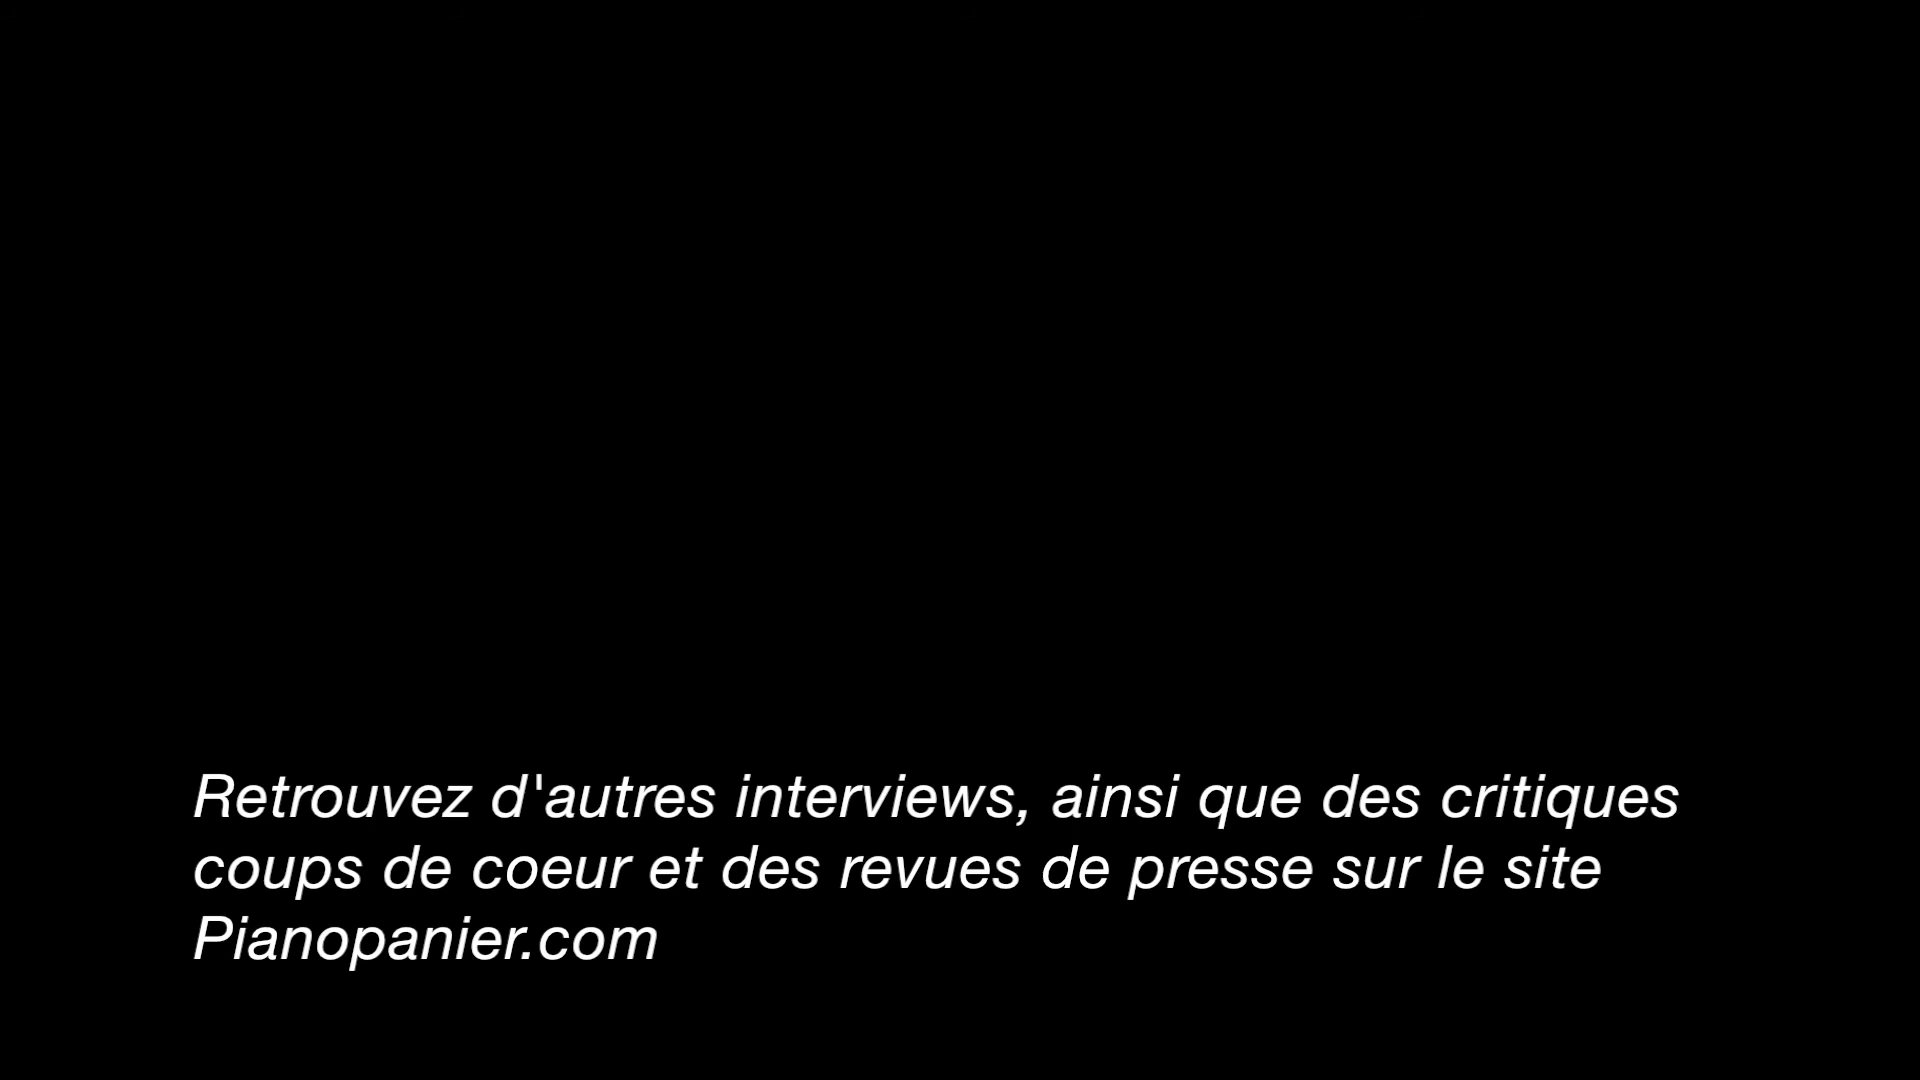 Retrouvez d'autres interviews, ainsi que des critiques
coups de coeur et des revues de presse sur le site
Pianopanier.com